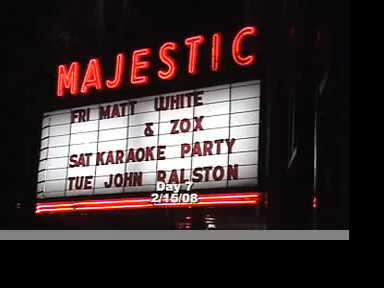 MAJESTIC
FRI MATT WHITE
& ZOX
SAT KARAOKE PARTY
TUE JOHN RALSTON
Day 7
2/15/08